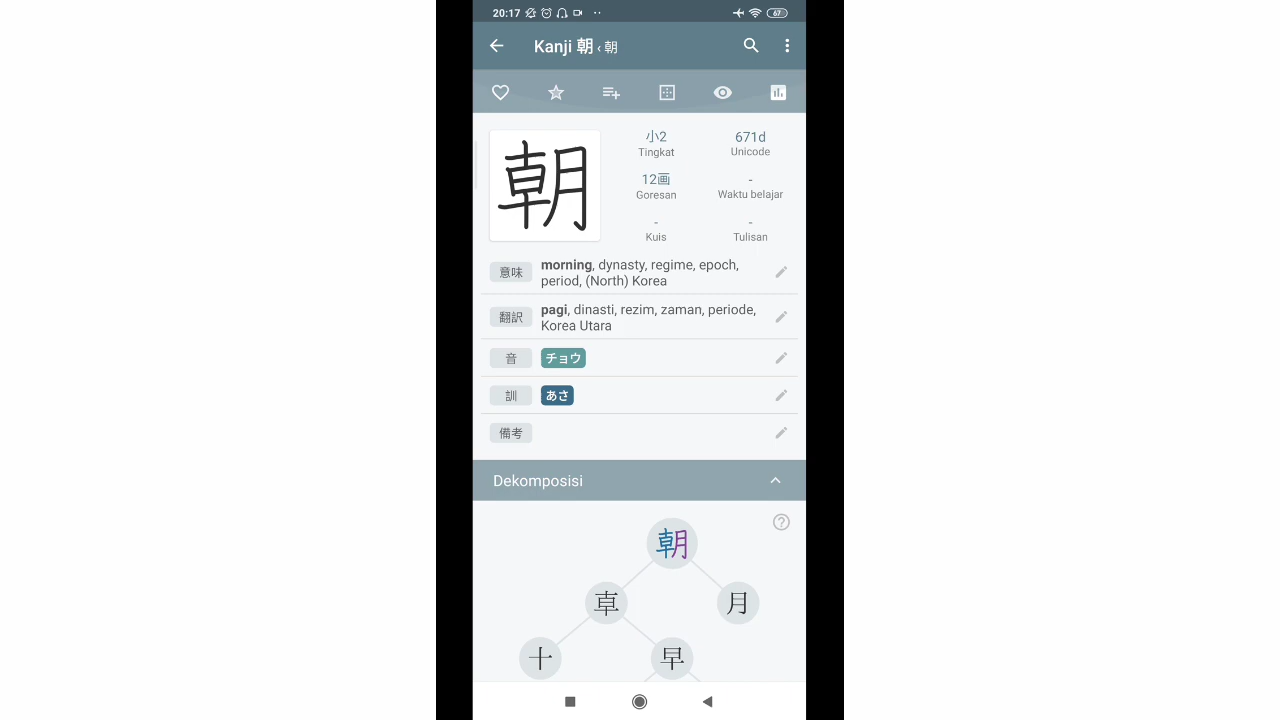 20:17
67
Kanji 朝 ‹ 朝
朝
小2
Tingkat
671d
Unicode
12画
Goresan
-
Waktu belajar
-
Kuis
-
Tulisan
意味 morning, dynasty, regime, epoch,
period, (North) Korea
翻訳 pagi, dinasti, rezim, zaman, periode,
Korea Utara
音 チョウ
訓 あさ
備考
Dekomposisi
朝
卓 月
十 早